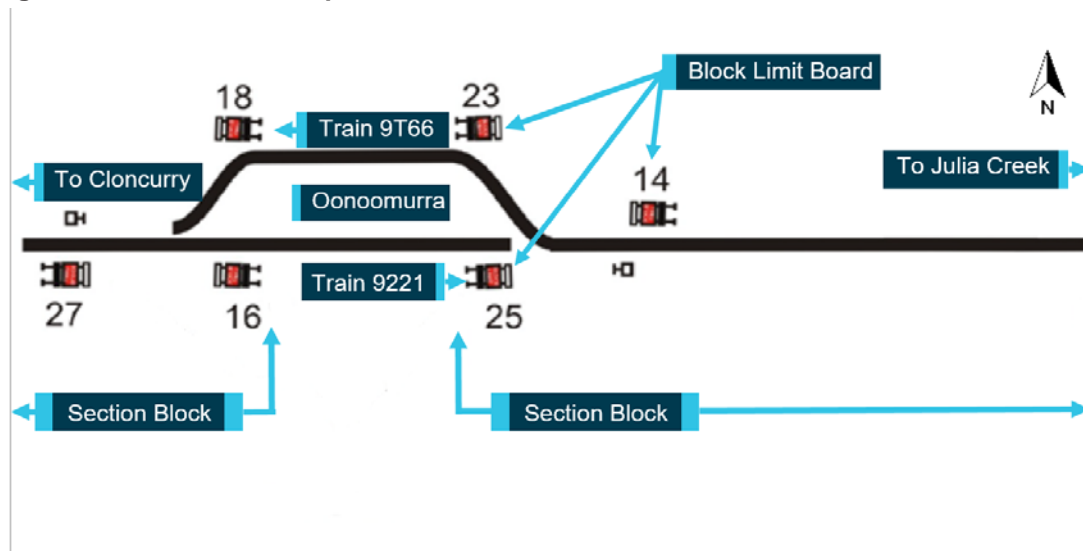 Block Limit Board
18
23
Train 9T66
N
To Cloncurry
14
To Julia Creek
Oonoomurra
Train 9221
27
16
25
Section Block
Section Block